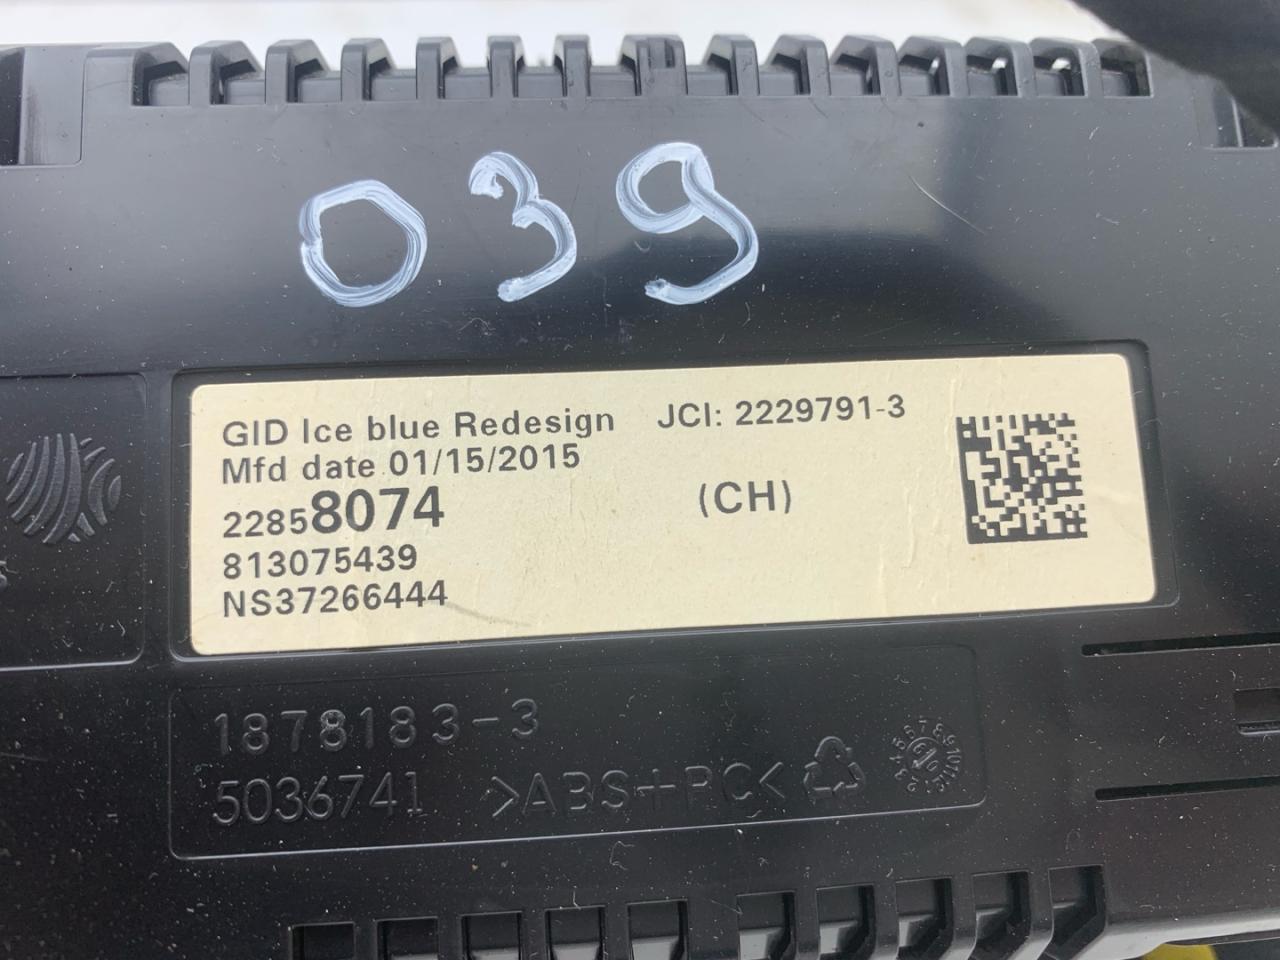 039
GID Ice blue Redesign JCI: 2229791-3
Mfd date 01/15/2015
22858074 (CH)
813075439
NS37266444
1878183-3
5036741 >ABS+PC<